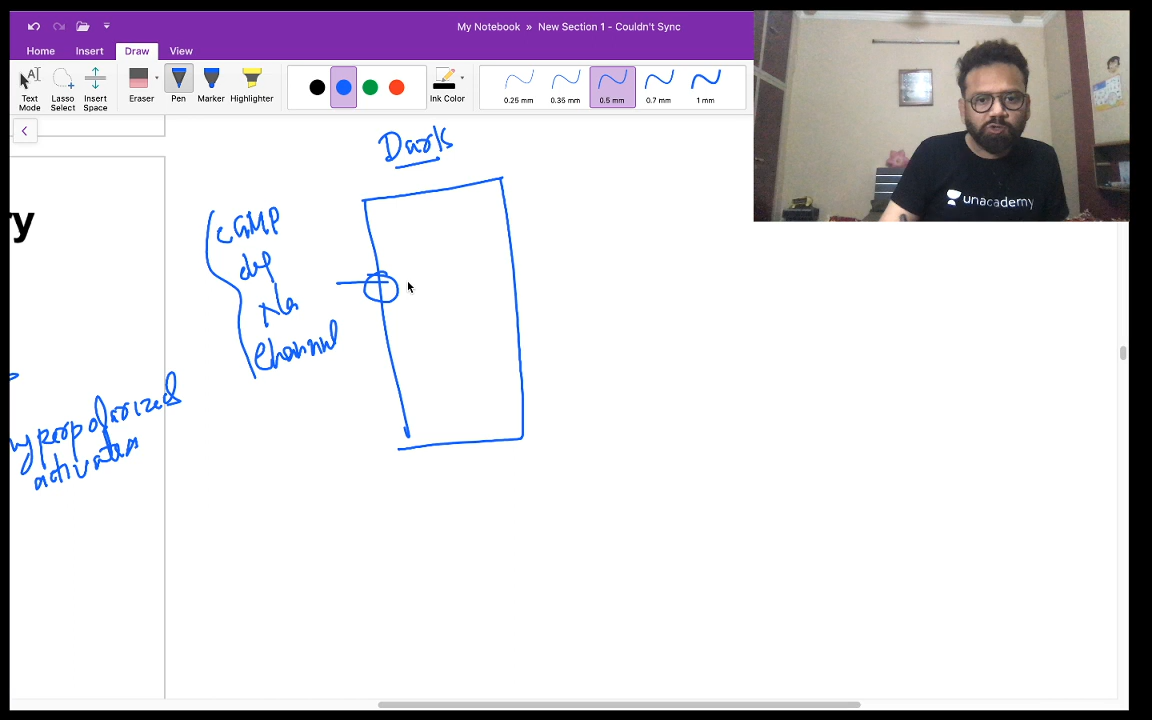 My Notebook » New Section 1 - Couldn't Sync
Home Insert Draw View
Text Mode
Lasso Select
Insert Space
Eraser
Pen
Marker
Highlighter
Ink Color
0.25 mm
0.35 mm
0.5 mm
0.7 mm
1 mm
unacademy
Dark
y
cGMP
dep
Na
channel
hyperpolarized
activation